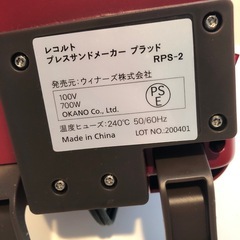 レコルト
プレスサンドメーカー プラッド
RPS-2
発売元:ウィナーズ株式会社
100V
700W
OKANO Co., Ltd.
PS
E
温度ヒューズ:240℃ 50/60Hz
Made in China
LOT NO.:200401